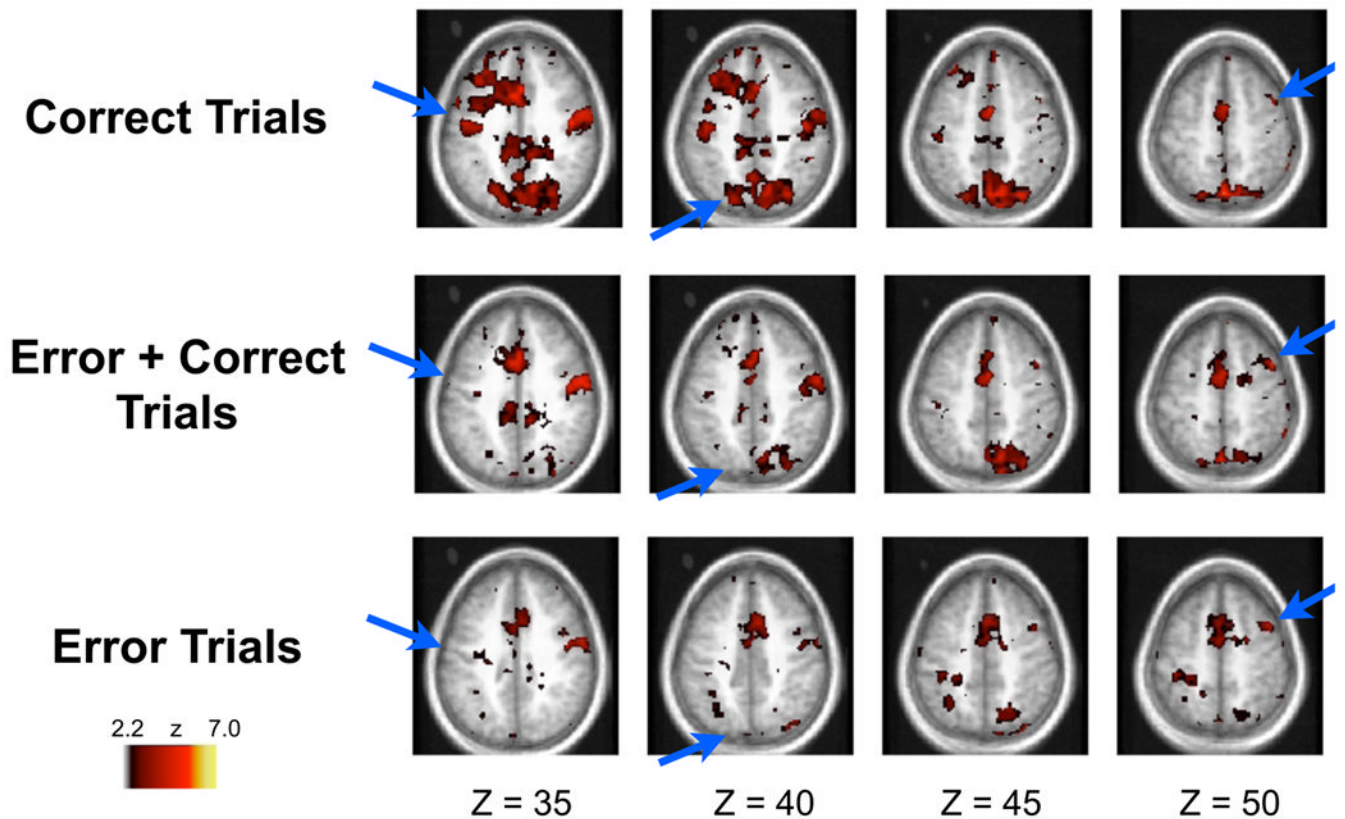 Correct Trials
Error + Correct
Trials
Error Trials
2.2 z 7.0
Z = 35 Z = 40 Z = 45 Z = 50